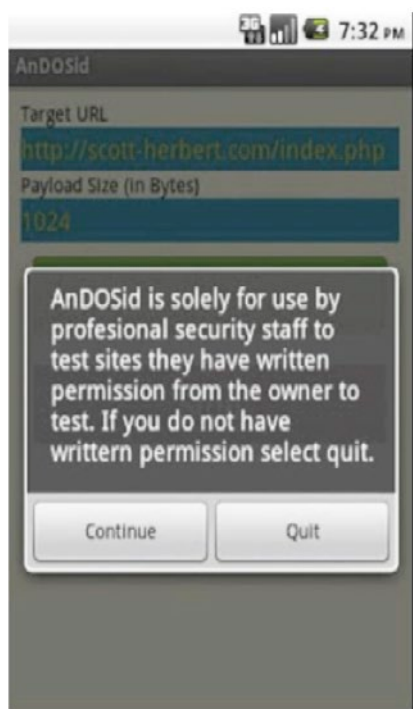 3G 7:32 PM
AnDOSid
Target URL
http://scott-herbert.com/index.php
Payload Size (in Bytes)
1024
AnDOSid is solely for use by
profesional security staff to
test sites they have written
permission from the owner to
test. If you do not have
writtern permission select quit.
Continue
Quit